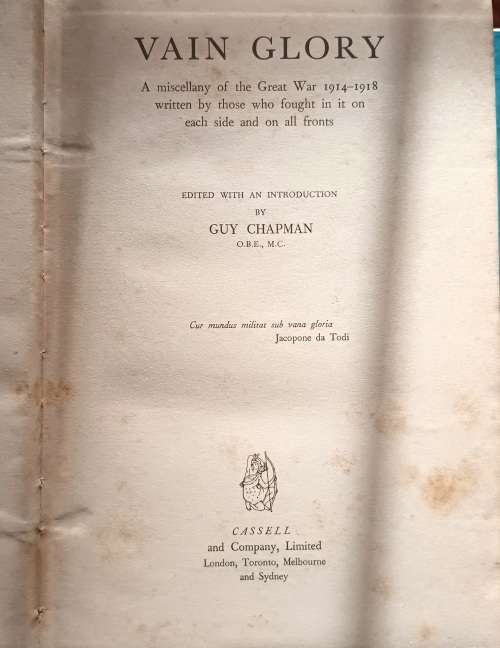 VAIN GLORY
A miscellany of the Great War 1914–1918
written by those who fought in it on
each side and on all fronts
EDITED WITH AN INTRODUCTION
BY
GUY CHAPMAN
O.B.E., M.C.
Cur mundus militat sub vana gloria
Jacopone da Todi
CASSELL
and Company, Limited
London, Toronto, Melbourne
and Sydney